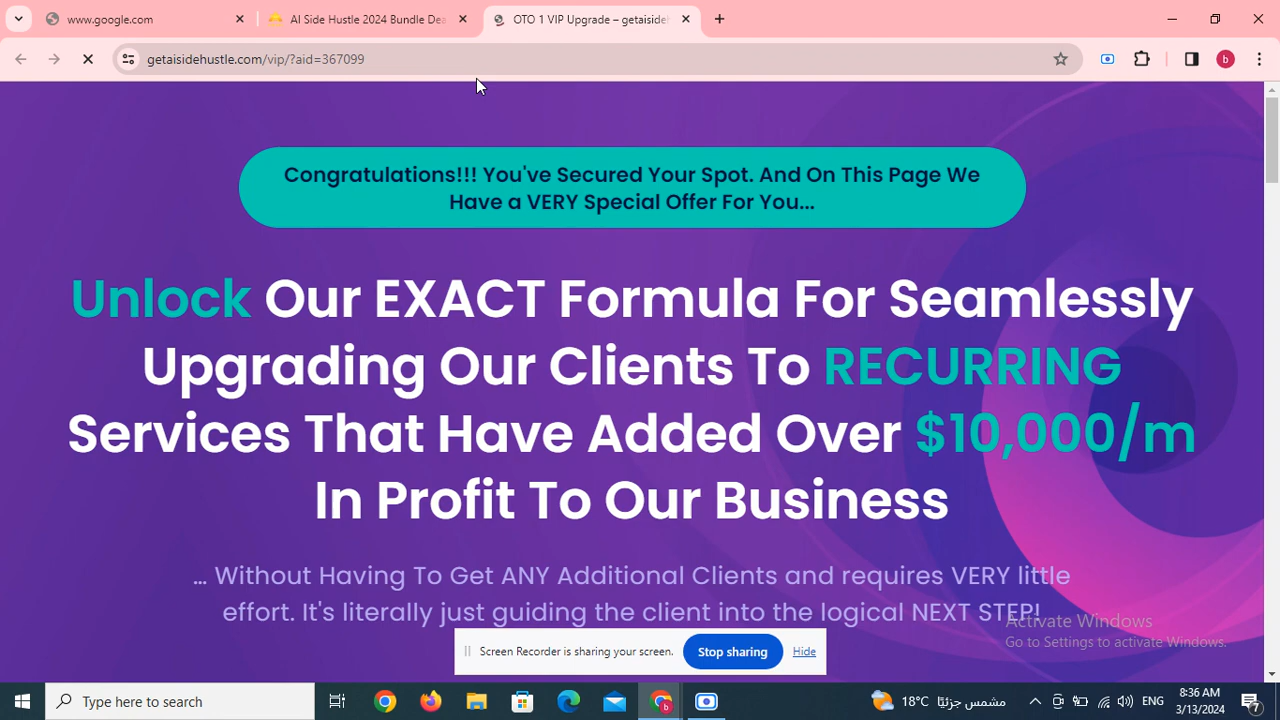 www.google.com
AI Side Hustle 2024 Bundle Dea
OTO 1 VIP Upgrade – getaisideh
getaisidehustle.com/vip/?aid=367099
b
Congratulations!!! You've Secured Your Spot. And On This Page We
Have a VERY Special Offer For You...
Unlock Our EXACT Formula For Seamlessly
Upgrading Our Clients To RECURRING
Services That Have Added Over $10,000/m
In Profit To Our Business
... Without Having To Get ANY Additional Clients and requires VERY little
effort. It's literally just guiding the client into the logical NEXT STEP!
Activate Windows
Go to Settings to activate Windows.
Screen Recorder is sharing your screen.
Stop sharing
Hide
Type here to search
b
18°C
مشمس جزئيًا
ENG
8:36 AM
3/13/2024
7